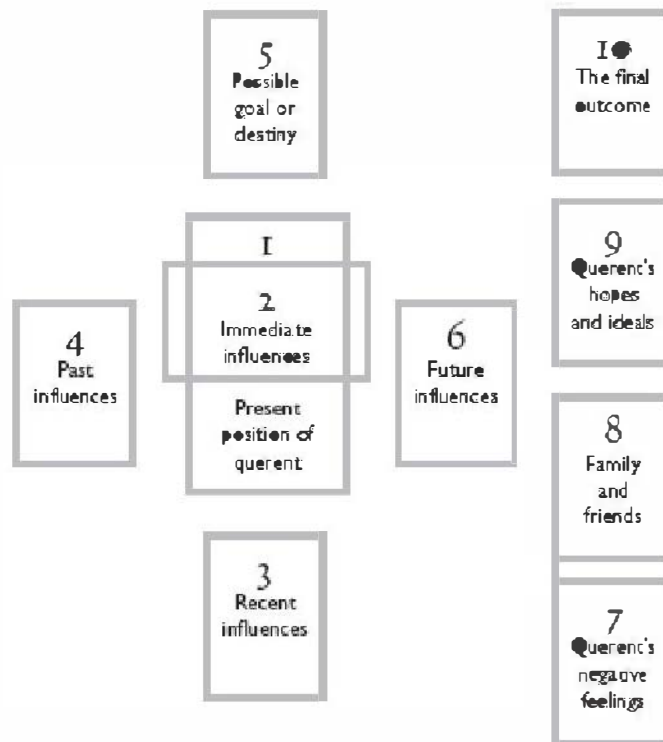 5
Possible
goal or
destiny
10
The final
outcome
1
2
Immediate
influences
Present
position of
querent
4
Past
influences
6
Future
influences
9
Querent's
hopes
and ideals
8
Family
and
friends
3
Recent
influences
7
Querent's
negative
feelings